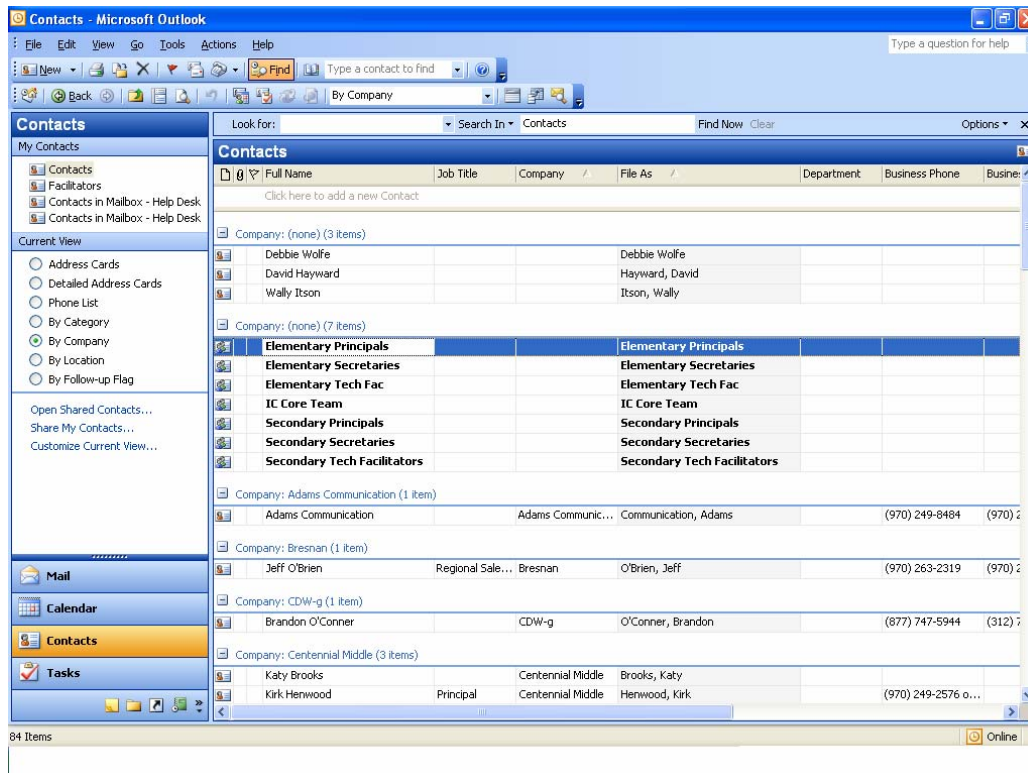 Contacts - Microsoft Outlook
File Edit View Go Tools Actions Help Type a question for help
New Find Type a contact to find
Back By Company
Contacts Look for: Search In Contacts Find Now Clear Options
My Contacts
Contacts
Facilitators
Contacts in Mailbox - Help Desk
Contacts in Mailbox - Help Desk
Current View
Address Cards
Detailed Address Cards
Phone List
By Category
By Company
By Location
By Follow-up Flag
Open Shared Contacts...
Share My Contacts...
Customize Current View...
Mail
Calendar
Contacts
Tasks
Contacts
Full Name Job Title Company File As Department Business Phone Busines
Click here to add a new Contact
Company: (none) (3 items)
Debbie Wolfe Debbie Wolfe
David Hayward Hayward, David
Wally Itson Itson, Wally
Company: (none) (7 items)
Elementary Principals Elementary Principals
Elementary Secretaries Elementary Secretaries
Elementary Tech Fac Elementary Tech Fac
IC Core Team IC Core Team
Secondary Principals Secondary Principals
Secondary Secretaries Secondary Secretaries
Secondary Tech Facilitators Secondary Tech Facilitators
Company: Adams Communication (1 item)
Adams Communication Adams Communic... Communication, Adams (970) 249-8484 (970) 2
Company: Bresnan (1 item)
Jeff O'Brien Regional Sale... Bresnan O'Brien, Jeff (970) 263-2319 (970) 2
Company: CDW-g (1 item)
Brandon O'Conner CDW-g O'Conner, Brandon (877) 747-5944 (312) 7
Company: Centennial Middle (3 items)
Katy Brooks Centennial Middle Brooks, Katy
Kirk Henwood Principal Centennial Middle Henwood, Kirk (970) 249-2576 o...
84 Items Online